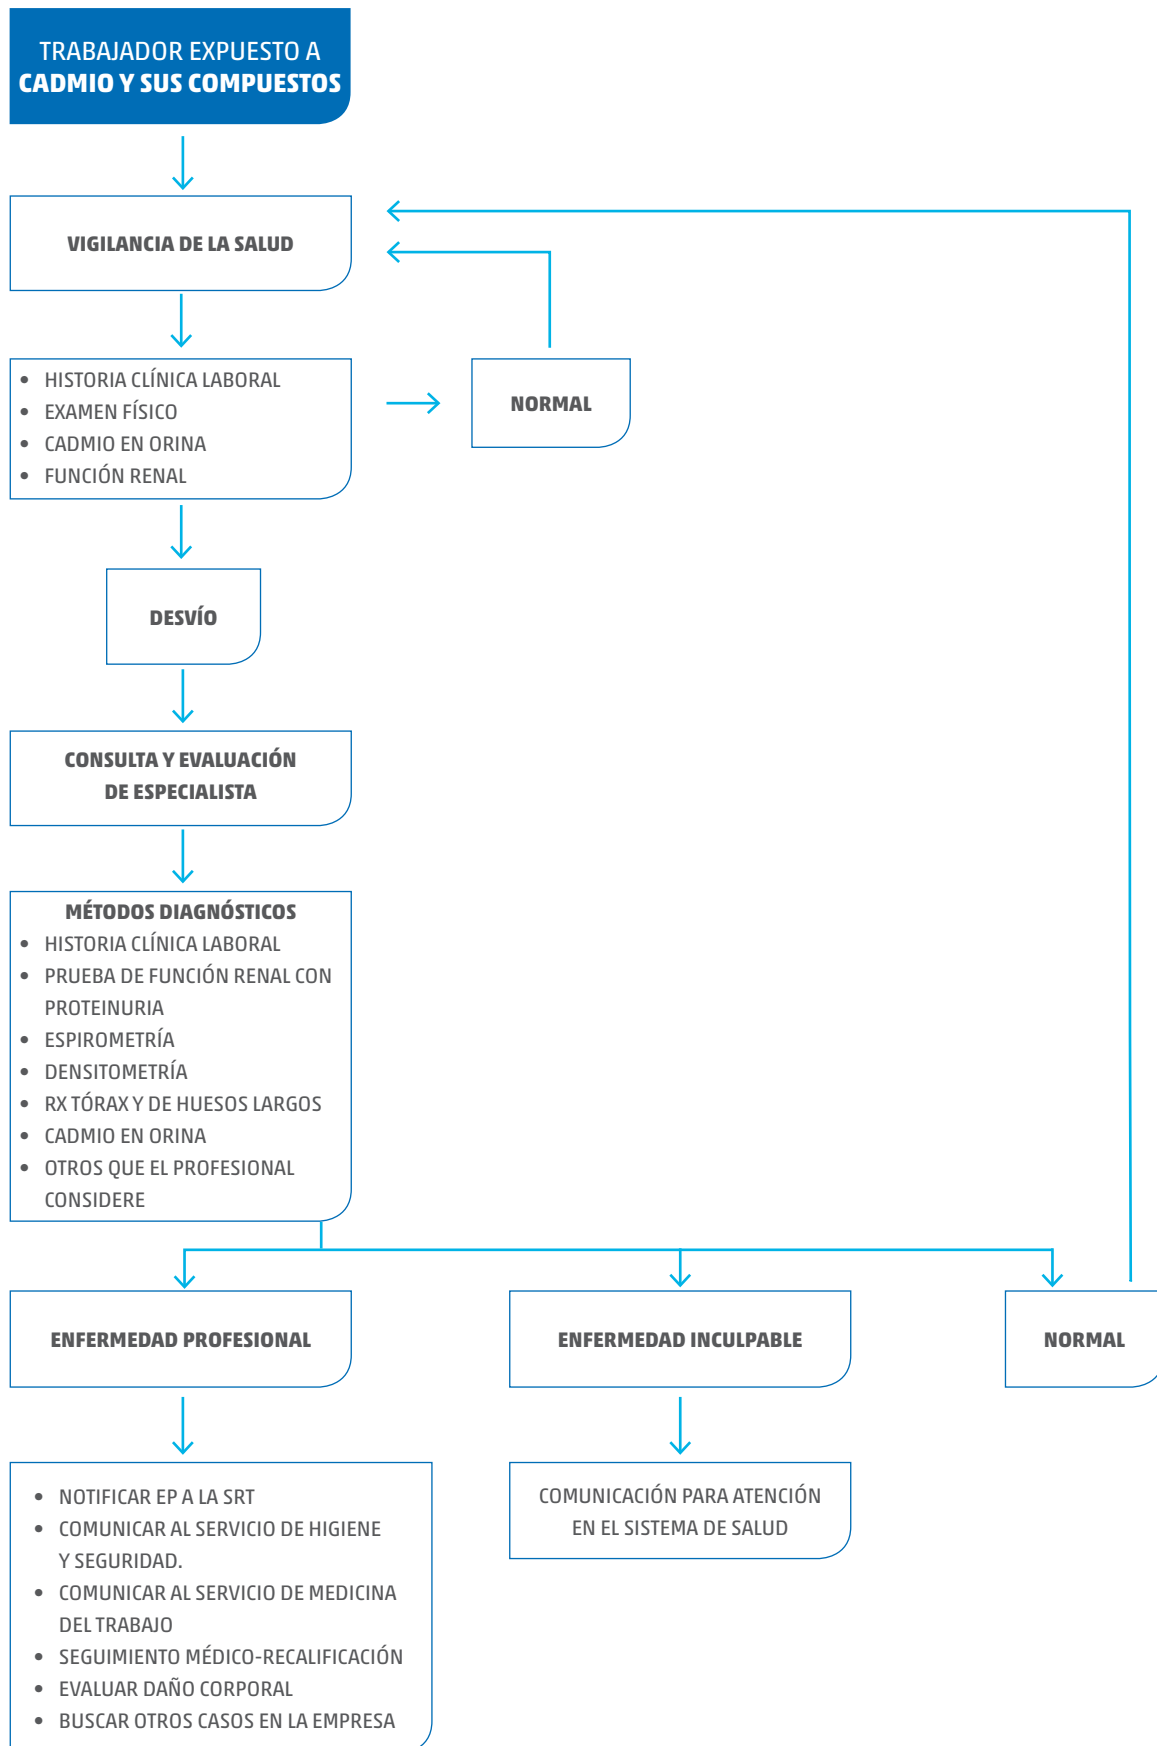 TRABAJADOR EXPUESTO A
CADMIO Y SUS COMPUESTOS
VIGILANCIA DE LA SALUD
• HISTORIA CLÍNICA LABORAL
• EXAMEN FÍSICO
• CADMIO EN ORINA
• FUNCIÓN RENAL
NORMAL
DESVÍO
CONSULTA Y EVALUACIÓN
DE ESPECIALISTA
MÉTODOS DIAGNÓSTICOS
• HISTORIA CLÍNICA LABORAL
• PRUEBA DE FUNCIÓN RENAL CON
PROTEINURIA
• ESPIROMETRÍA
• DENSITOMETRÍA
• RX TÓRAX Y DE HUESOS LARGOS
• CADMIO EN ORINA
• OTROS QUE EL PROFESIONAL
CONSIDERE
ENFERMEDAD PROFESIONAL
ENFERMEDAD INCULPABLE
NORMAL
• NOTIFICAR EP A LA SRT
• COMUNICAR AL SERVICIO DE HIGIENE
Y SEGURIDAD.
• COMUNICAR AL SERVICIO DE MEDICINA
DEL TRABAJO
• SEGUIMIENTO MÉDICO-RECALIFICACIÓN
• EVALUAR DAÑO CORPORAL
• BUSCAR OTROS CASOS EN LA EMPRESA
COMUNICACIÓN PARA ATENCIÓN
EN EL SISTEMA DE SALUD